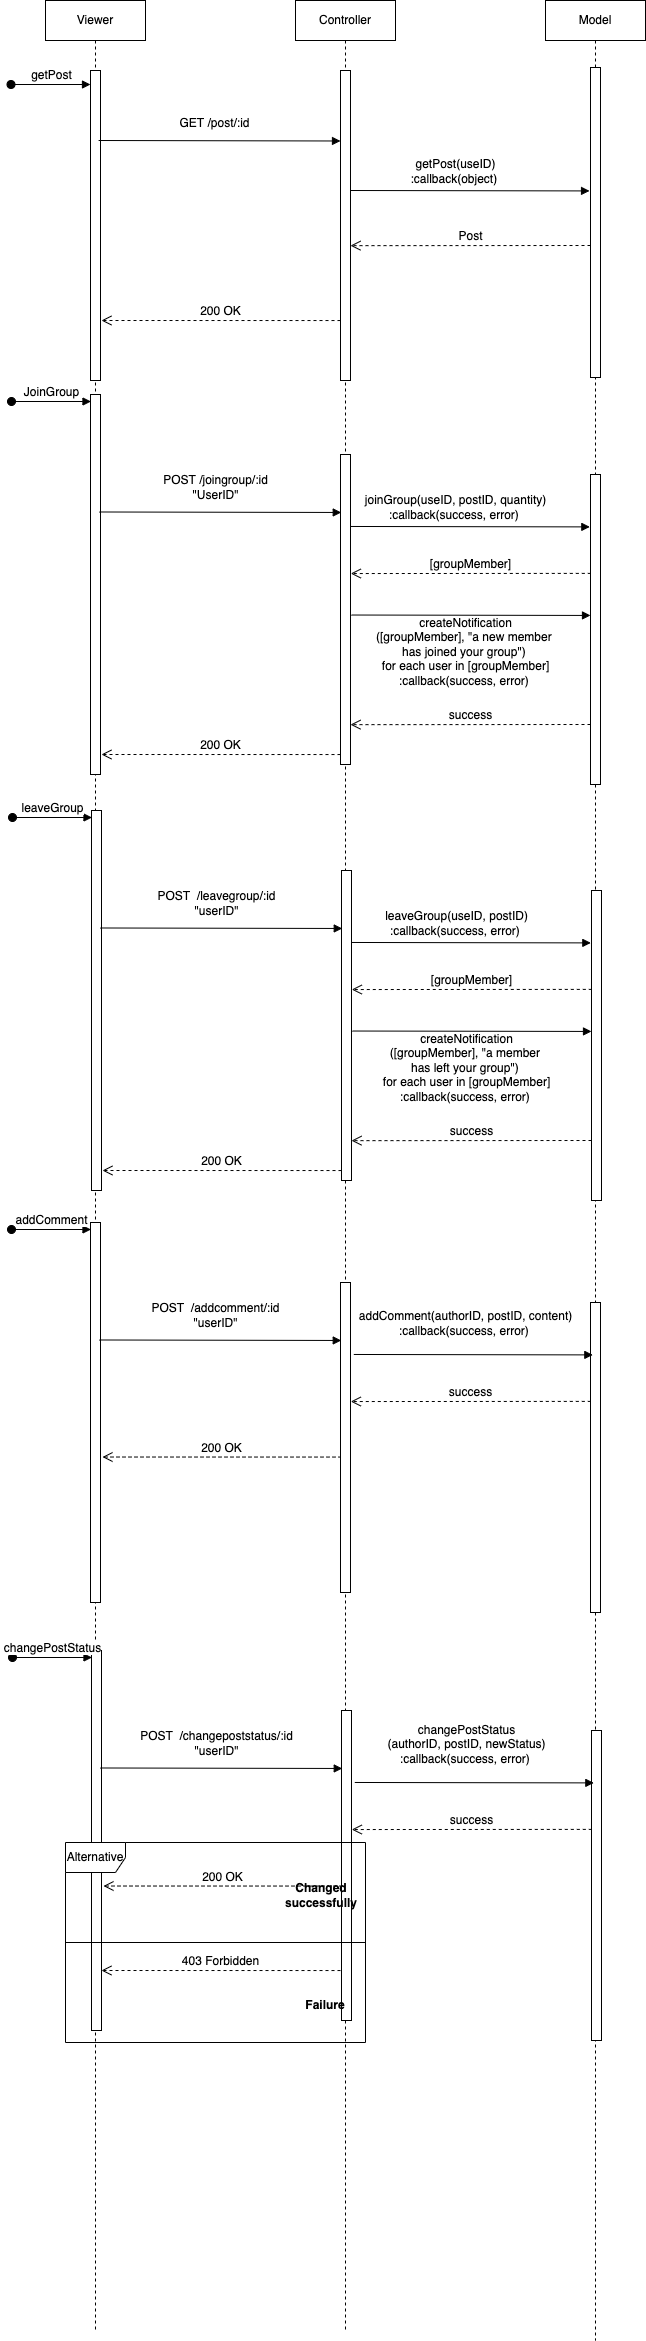 Viewer
Controller
Model
getPost
GET /post/:id
getPost(useID)
:callback(object)
Post
200 OK
JoinGroup
POST /joingroup/:id
"UserID"
joinGroup(useID, postID, quantity)
:callback(success, error)
[groupMember]
createNotification
([groupMember], "a new member
has joined your group")
for each user in [groupMember]
:callback(success, error)
success
200 OK
leaveGroup
POST  /leavegroup/:id
"userID"
leaveGroup(useID, postID)
:callback(success, error)
[groupMember]
createNotification
([groupMember], "a member
has left your group")
for each user in [groupMember]
:callback(success, error)
success
200 OK
addComment
POST  /addcomment/:id
"userID"
addComment(authorID, postID, content)
:callback(success, error)
success
200 OK
changePostStatus
POST  /changepoststatus/:id
"userID"
changePostStatus
(authorID, postID, newStatus)
:callback(success, error)
success
Alternative
200 OK
Changed
successfully
403 Forbidden
Failure